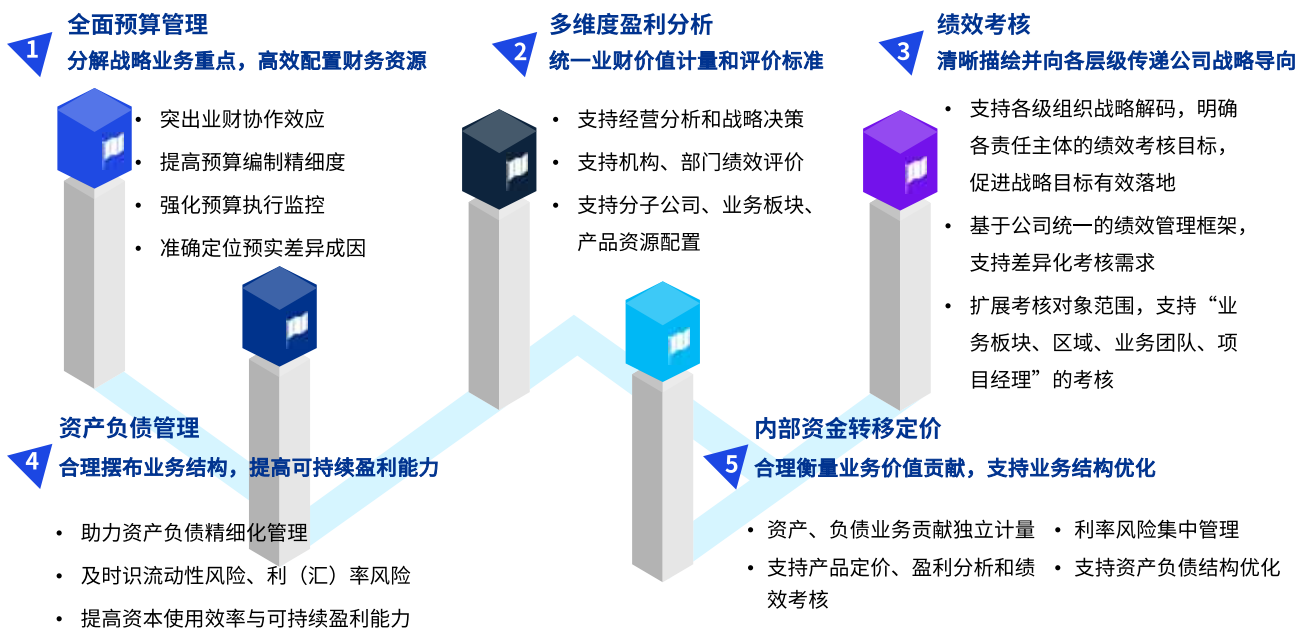 1
全面预算管理
分解战略业务重点，高效配置财务资源
• 突出业财协作效应
• 提高预算编制精细度
• 强化预算执行监控
• 准确定位预实差异成因
2
多维度盈利分析
统一业财价值计量和评价标准
• 支持经营分析和战略决策
• 支持机构、部门绩效评价
• 支持分子公司、业务板块、
产品资源配置
3
绩效考核
清晰描绘并向各层级传递公司战略导向
• 支持各级组织战略解码，明确
各责任主体的绩效考核目标，
促进战略目标有效落地
• 基于公司统一的绩效管理框架，
支持差异化考核需求
• 扩展考核对象范围，支持“业
务板块、区域、业务团队、项
目经理”的考核
4
资产负债管理
合理摆布业务结构，提高可持续盈利能力
• 助力资产负债精细化管理
• 及时识流动性风险、利（汇）率风险
• 提高资本使用效率与可持续盈利能力
5
内部资金转移定价
合理衡量业务价值贡献，支持业务结构优化
• 资产、负债业务贡献独立计量
• 支持产品定价、盈利分析和绩
效考核
• 利率风险集中管理
• 支持资产负债结构优化